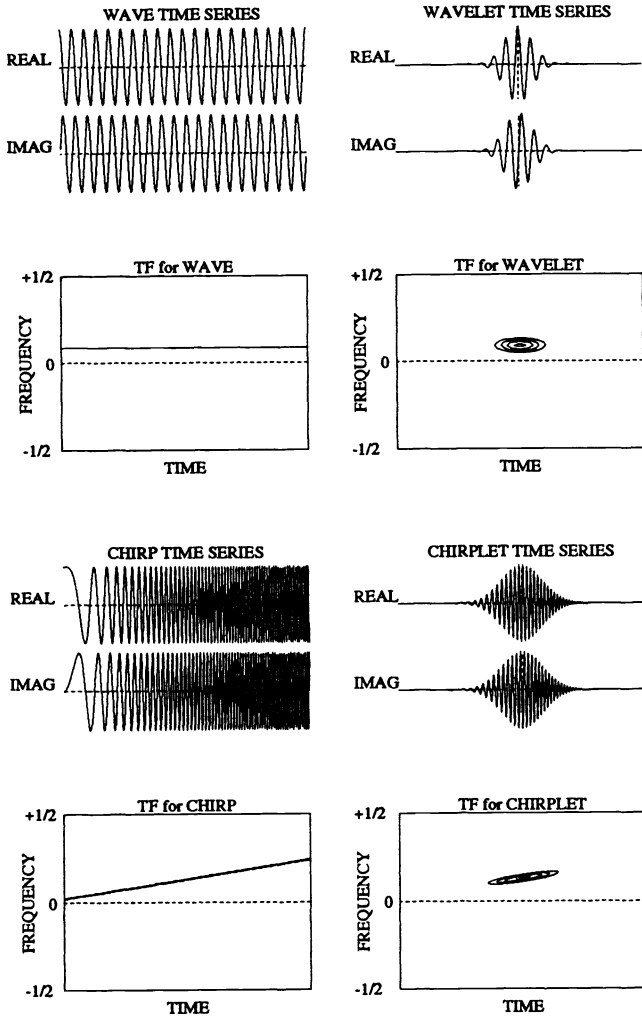 WAVE TIME SERIES
REAL
IMAG
WAVELET TIME SERIES
REAL
IMAG
TF for WAVE
+1/2
FREQUENCY
0
-1/2
TIME
TF for WAVELET
+1/2
FREQUENCY
0
-1/2
TIME
CHIRP TIME SERIES
REAL
IMAG
CHIRPLET TIME SERIES
REAL
IMAG
TF for CHIRP
+1/2
FREQUENCY
0
-1/2
TIME
TF for CHIRPLET
+1/2
FREQUENCY
0
-1/2
TIME